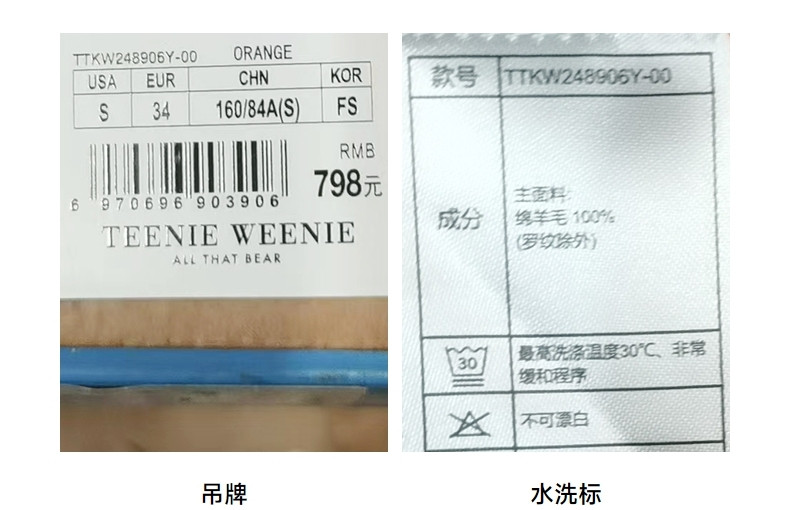 TTKW248906Y-00 ORANGE
USA EUR CHN KOR
S 34 160/84A(S) FS
RMB
798元
6 970696 903906
TEENIE WEENIE
ALL THAT BEAR
吊牌
款号 TTKW248906Y-00
成分
主面料:
绵羊毛 100%
(罗纹除外)
30
最高洗涤温度30℃、非常
缓和程序
不可漂白
水洗标